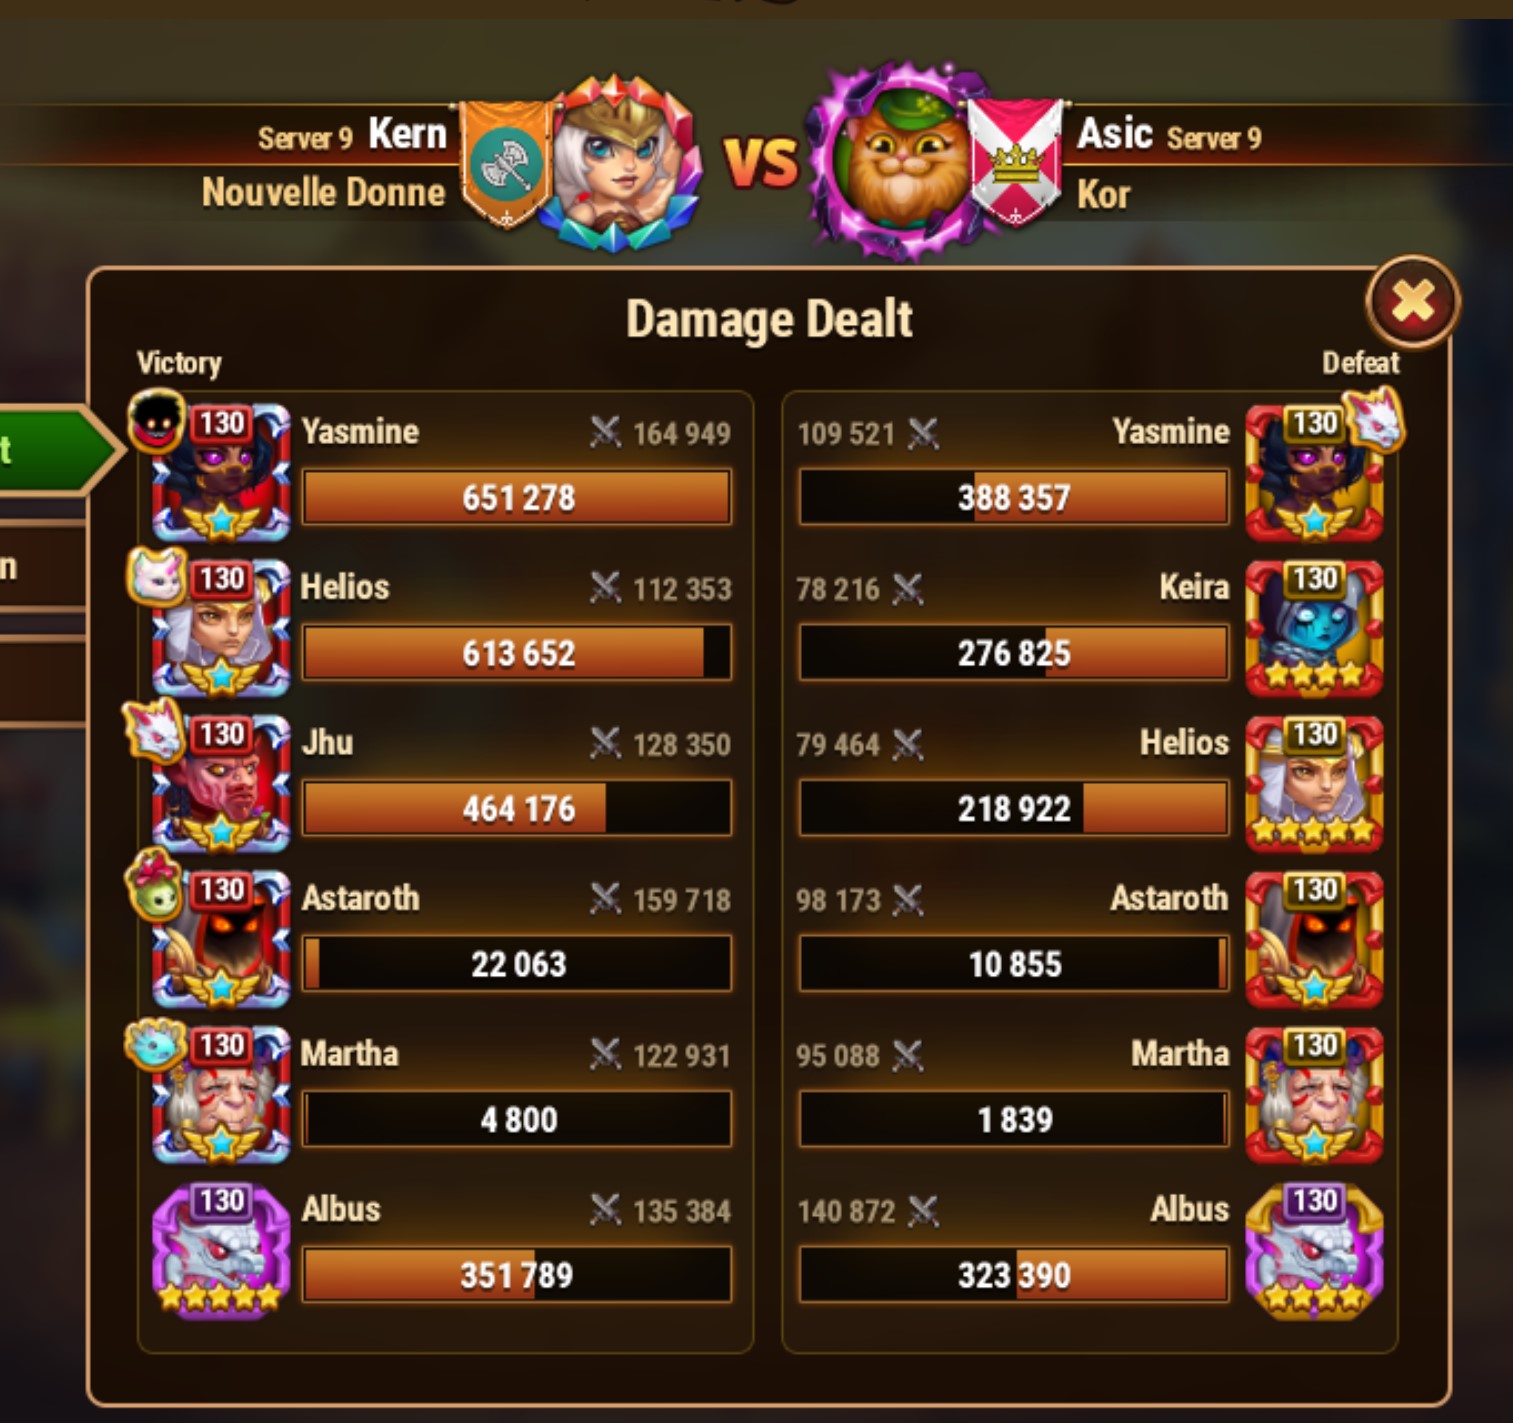 Server 9 Kern
Nouvelle Donne
VS
Asic Server 9
Kor
Damage Dealt
Victory
Defeat
t
n
130
Yasmine
164 949
651 278
109 521
Yasmine
388 357
130
130
Helios
112 353
613 652
78 216
Keira
276 825
130
130
Jhu
128 350
464 176
79 464
Helios
218 922
130
130
Astaroth
159 718
22 063
98 173
Astaroth
10 855
130
130
Martha
122 931
4 800
95 088
Martha
1 839
130
130
Albus
135 384
351 789
140 872
Albus
323 390
130